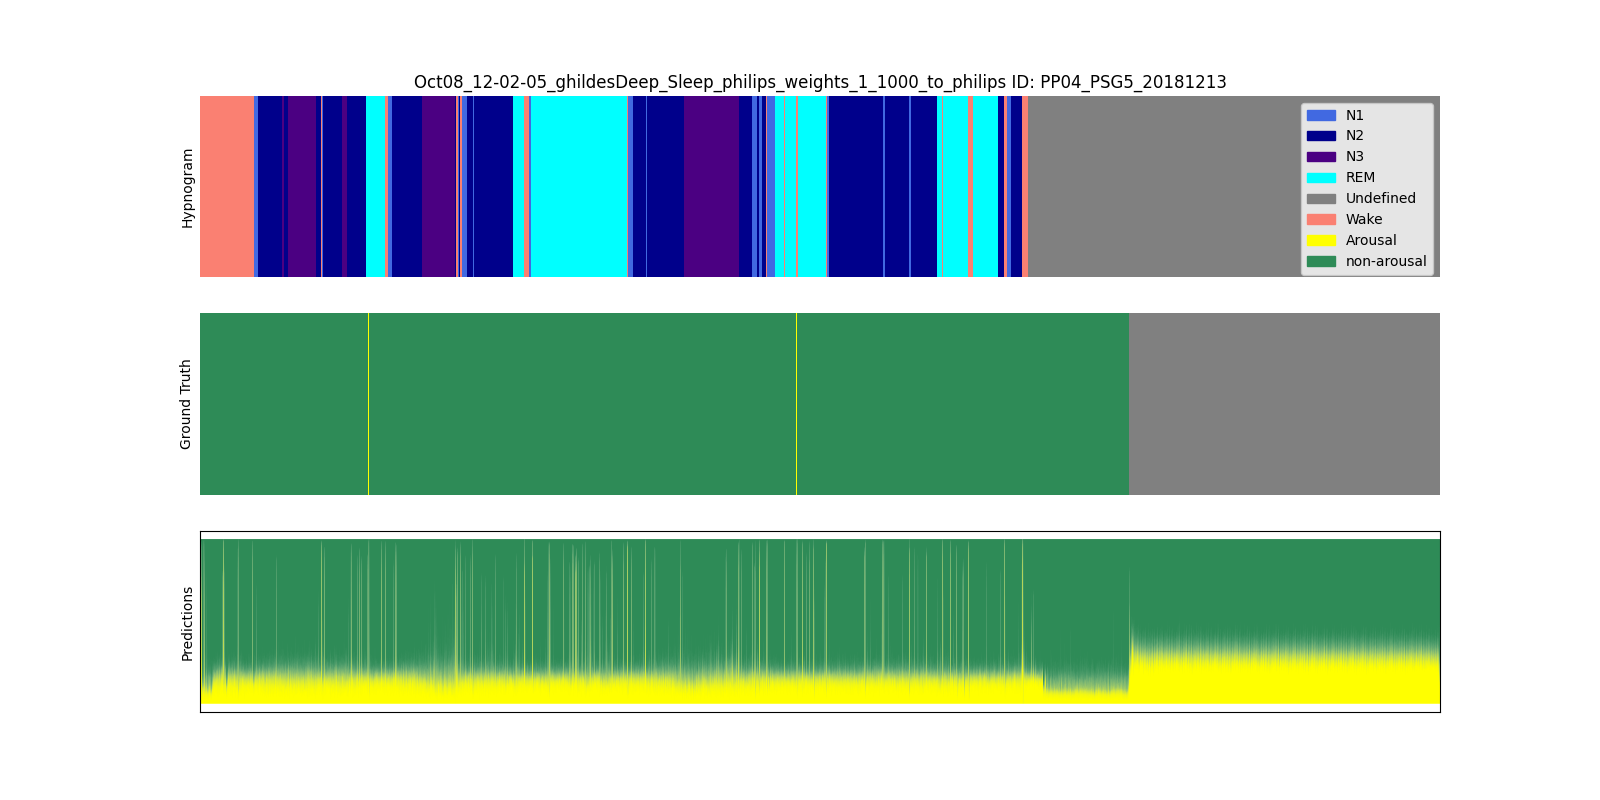 Oct08_12-02-05_ghildesDeep_Sleep_philips_weights_1_1000_to_philips ID: PP04_PSG5_20181213
Hypnogram
N1
N2
N3
REM
Undefined
Wake
Arousal
non-arousal
Ground Truth
Predictions